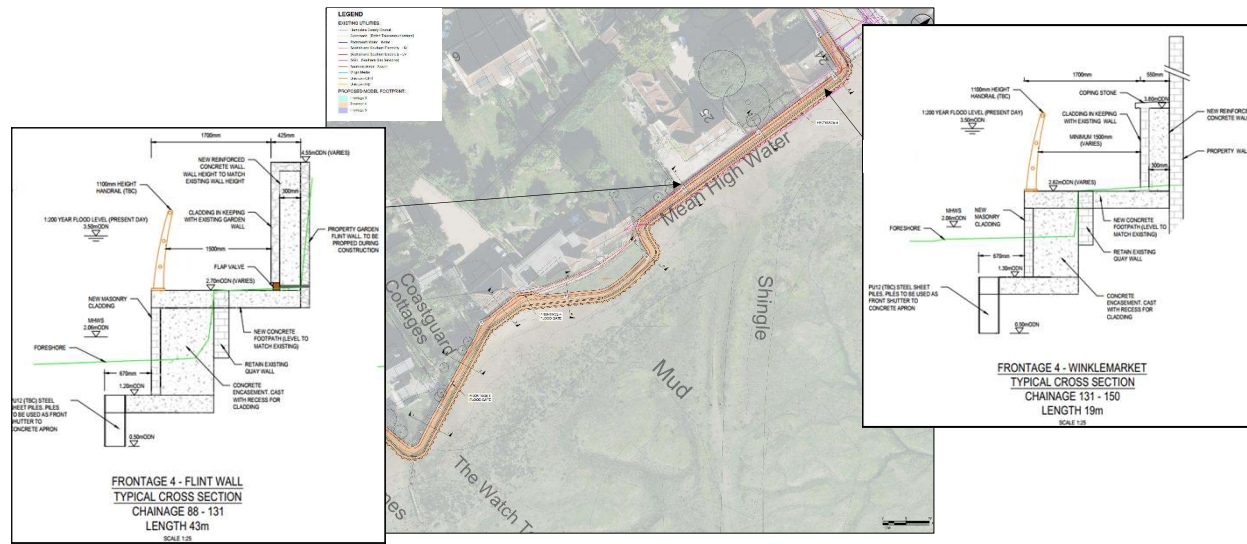 1700mm
425mm
4.55mODN (VARIES)
NEW REINFORCED
CONCRETE WALL.
WALL HEIGHT TO MATCH
EXISTING WALL HEIGHT
300mm
1100mm HEIGHT
HANDRAIL (TBC)
1:200 YEAR FLOOD LEVEL (PRESENT DAY)
3.50mODN
CLADDING IN KEEPING
WITH EXISTING GARDEN
WALL
1500mm
PROPERTY GARDEN
FLINT WALL. TO BE
PROPPED DURING
CONSTRUCTION
FLAP VALVE
2.70mODN (VARIES)
NEW MASONRY
CLADDING
MHWS
2.06mODN
FORESHORE
670mm
1.20mODN
NEW CONCRETE
FOOTPATH (LEVEL TO
MATCH EXISTING)
RETAIN EXISTING
QUAY WALL
CONCRETE
ENCASEMENT. CAST
WITH RECESS FOR
CLADDING
PU12 (TBC) STEEL
SHEET PILES. PILES
TO BE USED AS FRONT
SHUTTER TO
CONCRETE APRON
0.50mODN
FRONTAGE 4 - FLINT WALL
TYPICAL CROSS SECTION
CHAINAGE 88 - 131
LENGTH 43m
SCALE 1:25
LEGEND
EXISTING UTILITIES:
PROPOSED MODEL FOOTPRINT:
25
Mean High Water
Coastguard
Cottages
Shingle
Mud
The Watch T
FLOOD GATE
FLOOD GATE
1700mm
550mm
COPING STONE
3.80mODN
1100mm HEIGHT
HANDRAIL (TBC)
1:200 YEAR FLOOD LEVEL (PRESENT DAY)
3.50mODN
CLADDING IN KEEPING
WITH EXISTING WALL
MINIMUM 1500mm
(VARIES)
NEW REINFORC
CONCRETE WAL
PROPERTY WAL
300mm
2.82mODN (VARIES)
MHWS
2.06mODN
NEW
MASONRY
CLADDING
FORESHORE
670mm
1.30mODN
NEW CONCRETE
FOOTPATH (LEVEL TO
MATCH EXISTING)
RETAIN EXISTING
QUAY WALL
PU12 (TBC) STEEL SHEET
PILES. PILES TO BE USED AS
FRONT SHUTTER TO
CONCRETE APRON
CONCRETE
ENCASEMENT. CAST
WITH RECESS FOR
CLADDING
0.50mODN
FRONTAGE 4 - WINKLEMARKET
TYPICAL CROSS SECTION
CHAINAGE 131 - 150
LENGTH 19m
SCALE 1:25